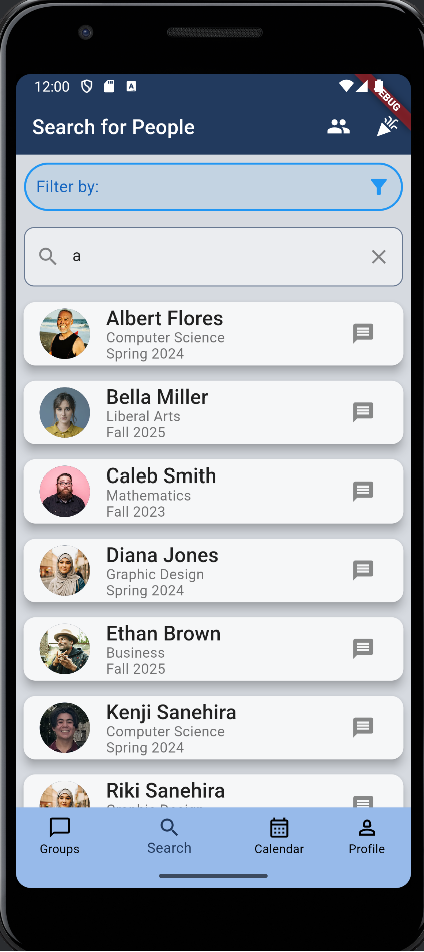 12:00
DEBUG
Search for People
Filter by:
a
Albert Flores
Computer Science
Spring 2024
Bella Miller
Liberal Arts
Fall 2025
Caleb Smith
Mathematics
Fall 2023
Diana Jones
Graphic Design
Spring 2024
Ethan Brown
Business
Fall 2025
Kenji Sanehira
Computer Science
Spring 2024
Riki Sanehira
Graphic Design
Groups
Search
Calendar
Profile